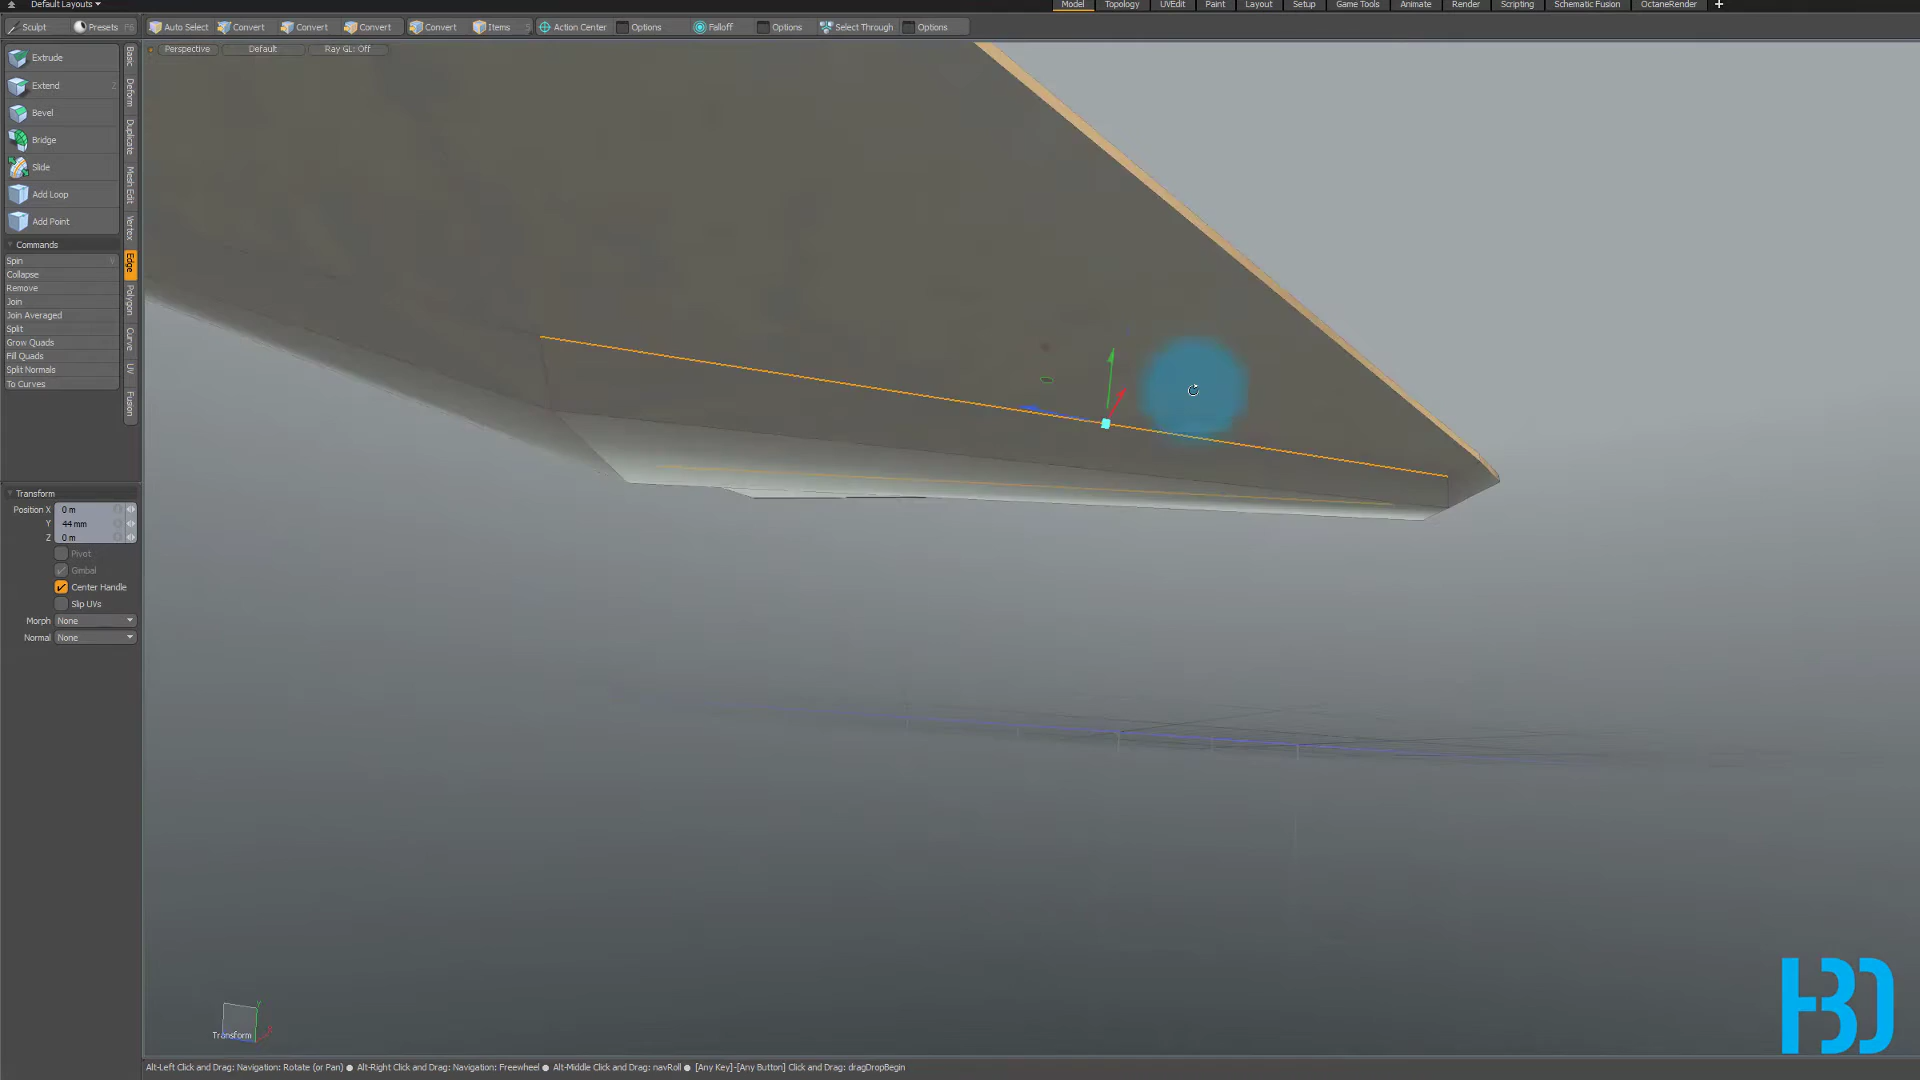 Default Layouts
Model Topology UVEdit Paint Layout Setup Game Tools Animate Render Scripting Schematic Fusion OctaneRender +
Sculpt Presets F6 Auto Select Convert Convert Convert Convert Items Action Center Options Falloff Options Select Through Options
Perspective Default Ray GL: Off
Extrude
Extend Z
Bevel
Bridge
Slide
Add Loop
Add Point
Commands
Spin
Collapse
Remove
Join
Join Averaged
Split
Grow Quads
Fill Quads
Split Normals
To Curves
Basic
Deform
Duplicate
Mesh Edit
Vertex
Edge
Polygon
Curve
UV
Fusion
Transform
Position X 0 m
Y 44 mm
Z 0 m
Pivot
Gimbal
Center Handle
Slip UVs
Morph None
Normal None
Y
X
Transform
H3D
Alt-Left Click and Drag: Navigation: Rotate (or Pan) ● Alt-Right Click and Drag: Navigation: Freewheel ● Alt-Middle Click and Drag: navRoll ● [Any Key]-[Any Button] Click and Drag: dragDropBegin